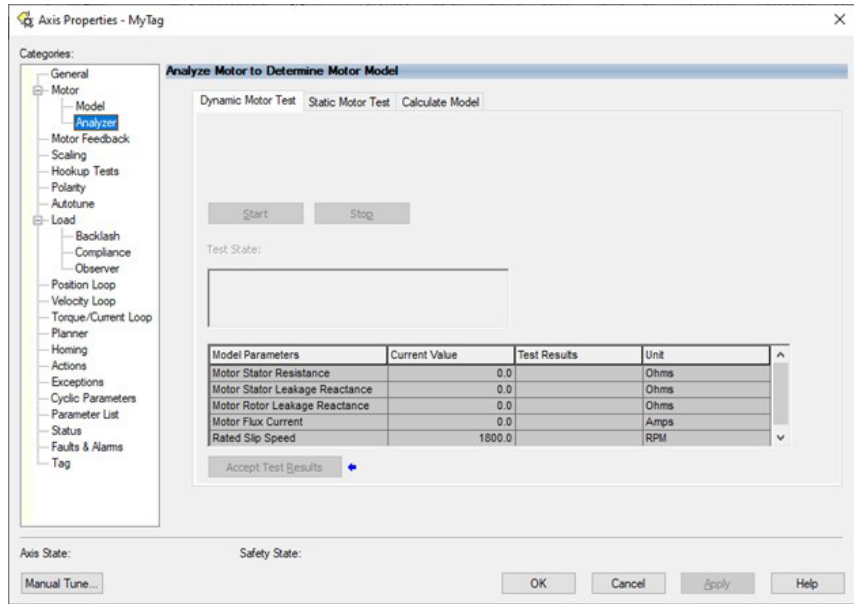 Axis Properties - MyTag
Categories:
General
Motor
Model
Analyzer
Motor Feedback
Scaling
Hookup Tests
Polarity
Autotune
Load
Backlash
Compliance
Observer
Position Loop
Velocity Loop
Torque/Current Loop
Planner
Homing
Actions
Exceptions
Cyclic Parameters
Parameter List
Status
Faults & Alarms
Tag
Analyze Motor to Determine Motor Model
Dynamic Motor Test Static Motor Test Calculate Model
Start Stop
Test State:
Model Parameters Current Value Test Results Unit
Motor Stator Resistance 0.0 Ohms
Motor Stator Leakage Reactance 0.0 Ohms
Motor Rotor Leakage Reactance 0.0 Ohms
Motor Flux Current 0.0 Amps
Rated Slip Speed 1800.0 RPM
Accept Test Results
Axis State: Safety State:
Manual Tune... OK Cancel Apply Help